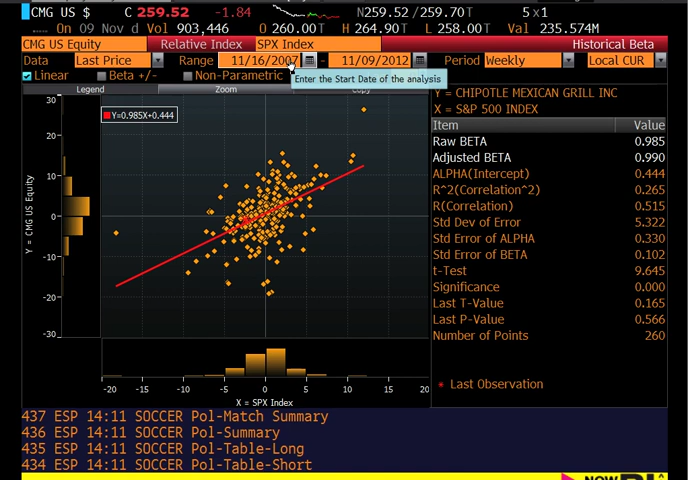 CMG US $ C 259.52 -1.84 N259.52 /259.70T 5 x 1
On 09 Nov d Vol 903,446 O 260.00T H 264.90T L 258.00T Val 235.574M
CMG US Equity Relative Index SPX Index Historical Beta
Data Last Price Range 11/16/2007 - 11/09/2012 Period Weekly Local CUR
Linear Beta +/- Non-Parametric Enter the Start Date of the analysis
Legend Zoom Copy
Y = CHIPOTLE MEXICAN GRILL INC
X = S&P 500 INDEX
Y=0.985X+0.444
Item Value
Raw BETA 0.985
Adjusted BETA 0.990
ALPHA(Intercept) 0.444
R^2(Correlation^2) 0.265
R(Correlation) 0.515
Std Dev of Error 5.322
Std Error of ALPHA 0.330
Std Error of BETA 0.102
t-Test 9.645
Significance 0.000
Last T-Value 0.165
Last P-Value 0.566
Number of Points 260
Last Observation
Y = CMG US Equity
30
20
10
0
-10
-20
-30
-20 -15 -10 -5 0 5 10 15 20
X = SPX Index
437 ESP 14:11 SOCCER Pol-Match Summary
436 ESP 14:11 SOCCER Pol-Summary
435 ESP 14:11 SOCCER Pol-Table-Long
434 ESP 14:11 SOCCER Pol-Table-Short
NOW